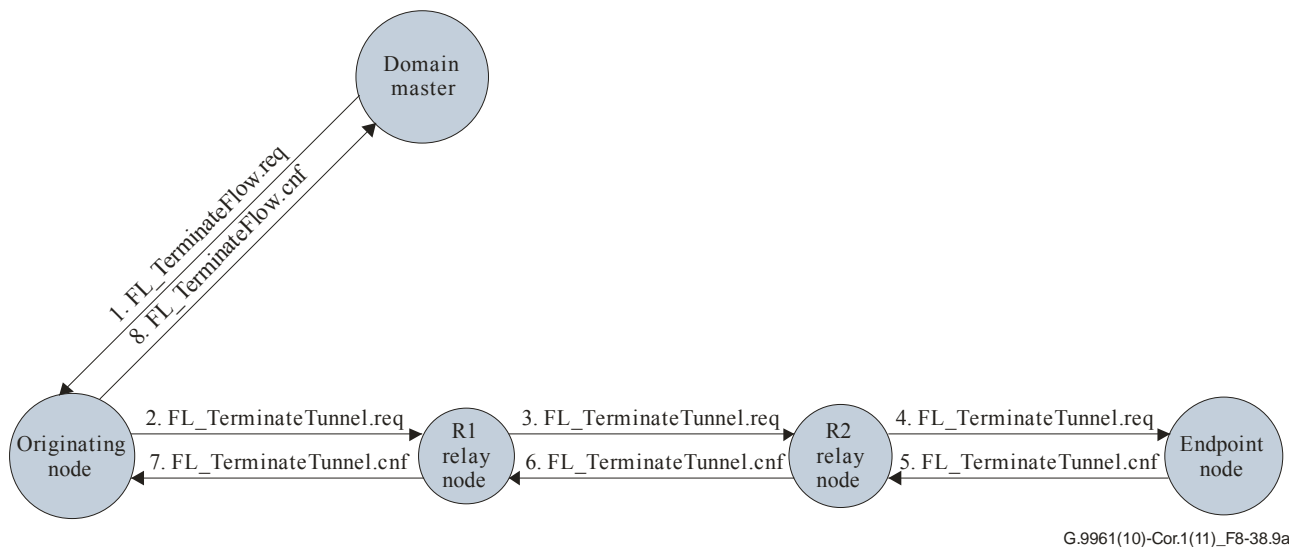 Domain
master
1. FL_TerminateFlow.req
8. FL_TerminateFlow.cnf
Originating
node
2. FL_TerminateTunnel.req
7. FL_TerminateTunnel.cnf
R1
relay
node
3. FL_TerminateTunnel.req
6. FL_TerminateTunnel.cnf
R2
relay
node
4. FL_TerminateTunnel.req
5. FL_TerminateTunnel.cnf
Endpoint
node
G.9961(10)-Cor.1(11)_F8-38.9a